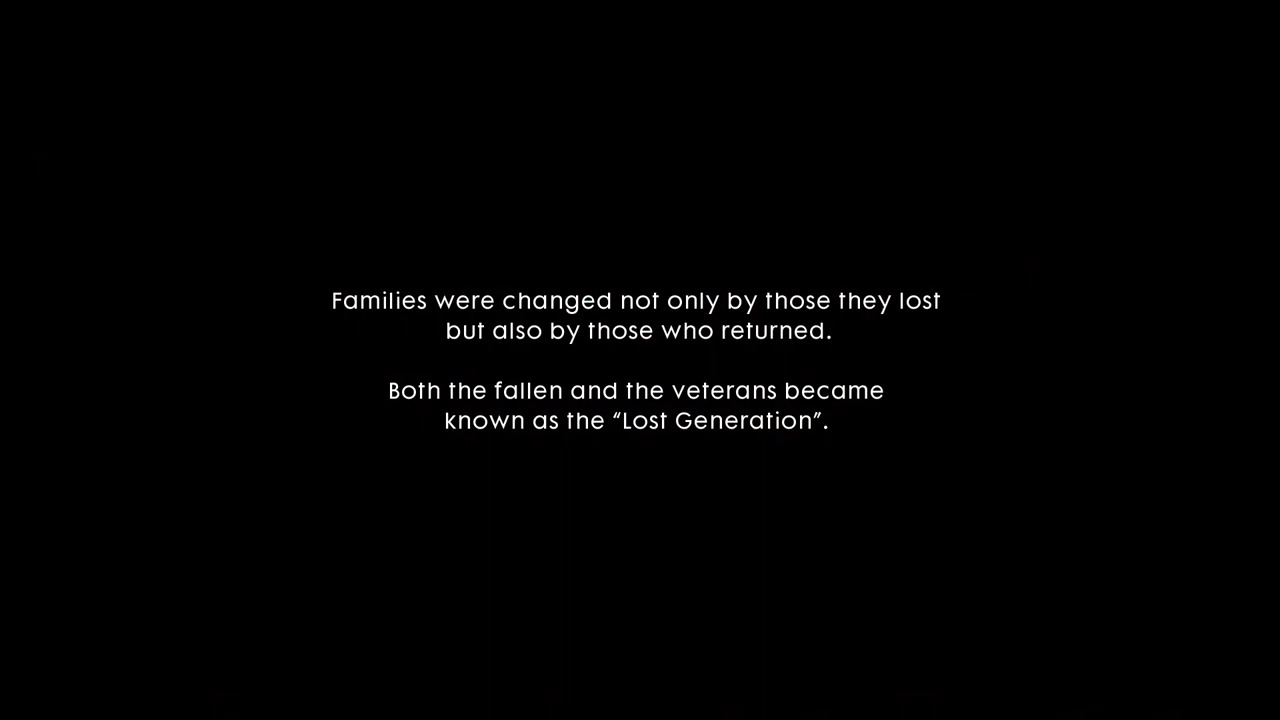 Families were changed not only by those they lost
but also by those who returned.
Both the fallen and the veterans became
known as the “Lost Generation”.